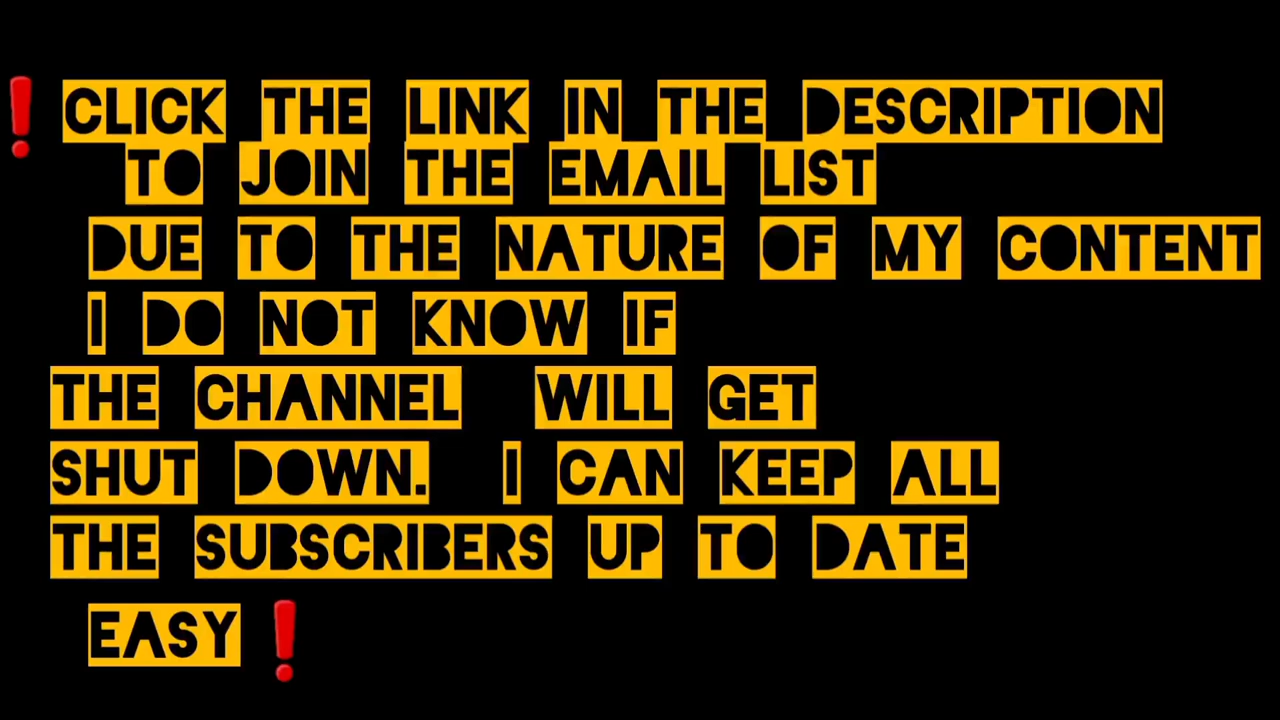 ❗CLICK THE LINK IN THE DESCRIPTION
TO JOIN THE EMAIL LIST
DUE TO THE NATURE OF MY CONTENT
I DO NOT KNOW IF
THE CHANNEL WILL GET
SHUT DOWN. I CAN KEEP ALL
THE SUBSCRIBERS UP TO DATE
EASY❗